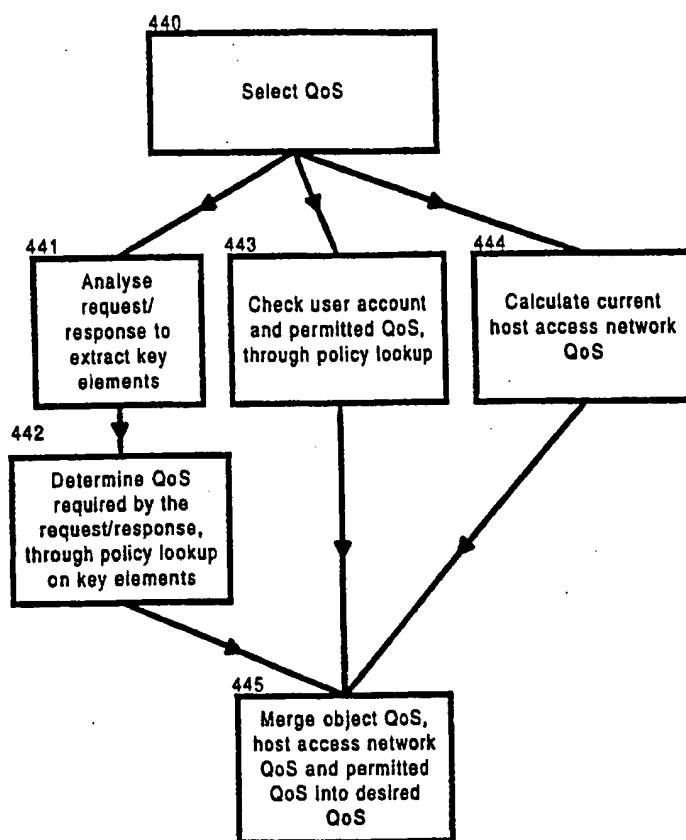 440
Select QoS
441
Analyse
request/
response to
extract key
elements
443
Check user account
and permitted QoS,
through policy lookup
444
Calculate current
host access network
QoS
442
Determine QoS
required by the
request/response,
through policy lookup
on key elements
445
Merge object QoS,
host access network
QoS and permitted
QoS into desired
QoS